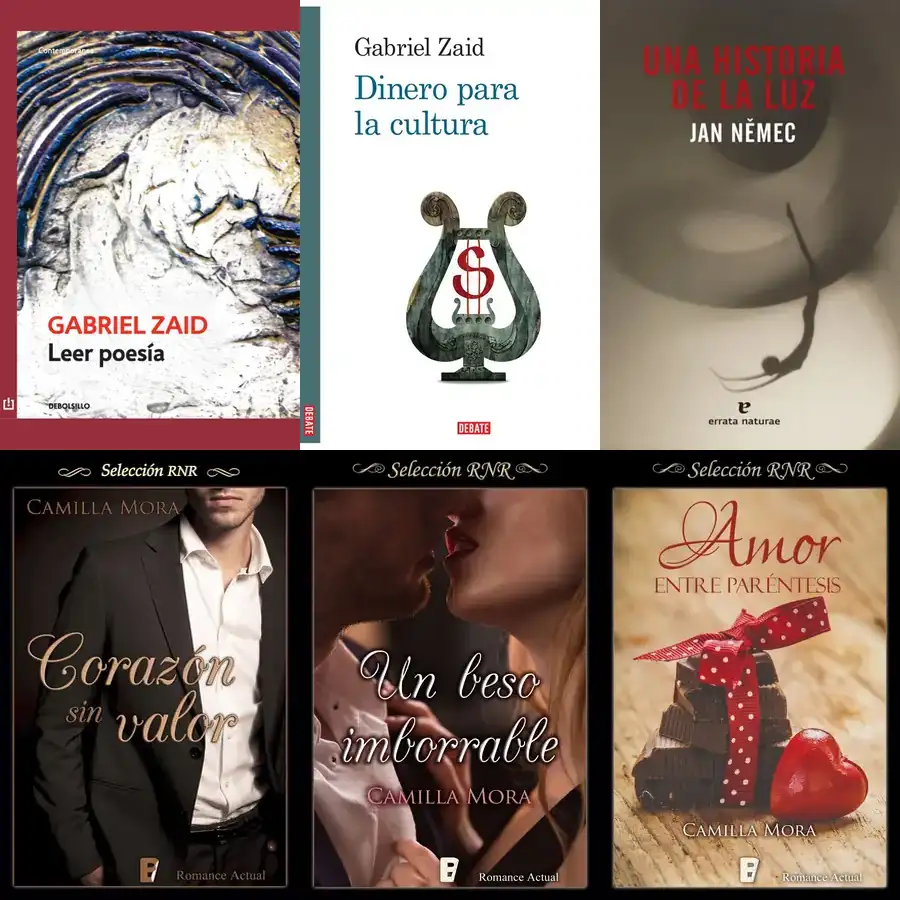 Contemporánea
GABRIEL ZAID
Leer poesía
DEBOLSILLO
Gabriel Zaid
Dinero para
la cultura
S
DEBATE
DEBATE
UNA HISTORIA
DE LA LUZ
JAN NĚMEC
e
errata naturae
Selección RNR
CAMILLA MORA
Corazón
sin valor
B
Romance Actual
Selección RNR
Un beso
imborrable
CAMILLA MORA
B
Romance Actual
Selección RNR
Amor
ENTRE PARÉNTESIS
CAMILLA MORA
B
Romance Actual